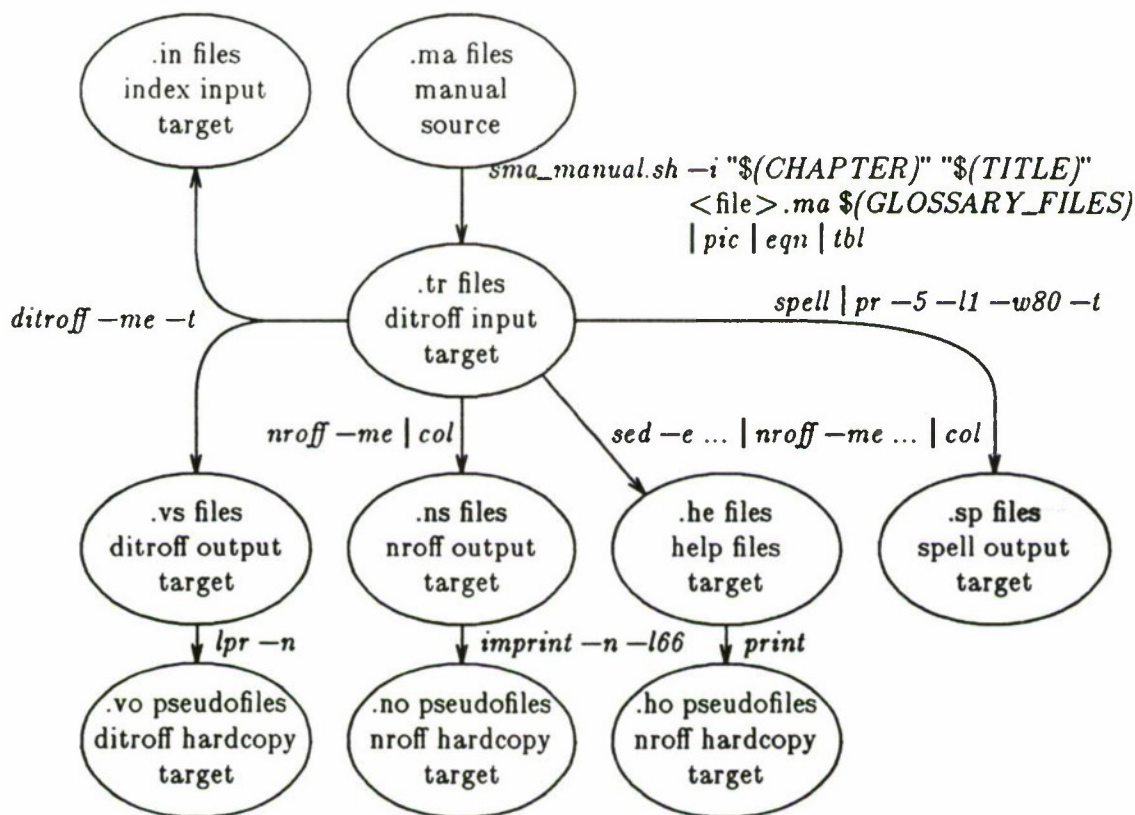 .in files
index input
target
.ma files
manual
source
sma_manual.sh –i "$(CHAPTER)" "$(TITLE)"
<file>.ma $(GLOSSARY_FILES)
| pic | eqn | tbl
.tr files
ditroff input
target
ditroff –me –t
spell | pr –5 –l1 –w80 –t
nroff –me | col
sed –e ... | nroff –me ... | col
.vs files
ditroff output
target
.ns files
nroff output
target
.he files
help files
target
.sp files
spell output
target
lpr –n
imprint –n –l66
print
.vo pseudofiles
ditroff hardcopy
target
.no pseudofiles
nroff hardcopy
target
.ho pseudofiles
nroff hardcopy
target